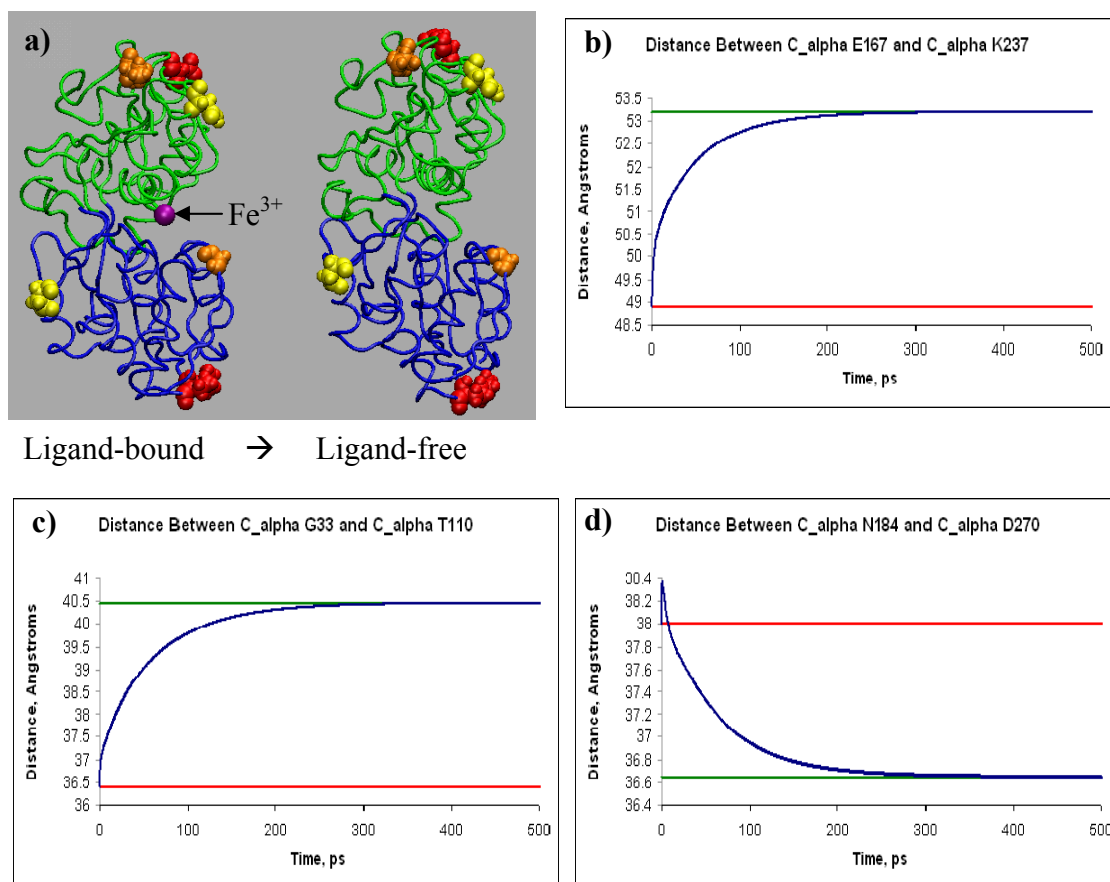 a)
Fe3+
Ligand-bound → Ligand-free
b)
Distance Between C_alpha E167 and C_alpha K237
53.5
53
52.5
52
51.5
51
50.5
50
49.5
49
48.5
Distance, Angstroms
0 100 200 300 400 500
Time, ps
c)
Distance Between C_alpha G33 and C_alpha T110
41
40.5
40
39.5
39
38.5
38
37.5
37
36.5
36
Distance, Angstroms
0 100 200 300 400 500
Time, ps
d)
Distance Between C_alpha N184 and C_alpha D270
38.2
38
37.8
37.6
37.4
37.2
37
36.8
36.6
36.4
Distance, Angstroms
0 100 200 300 400 500
Time, ps